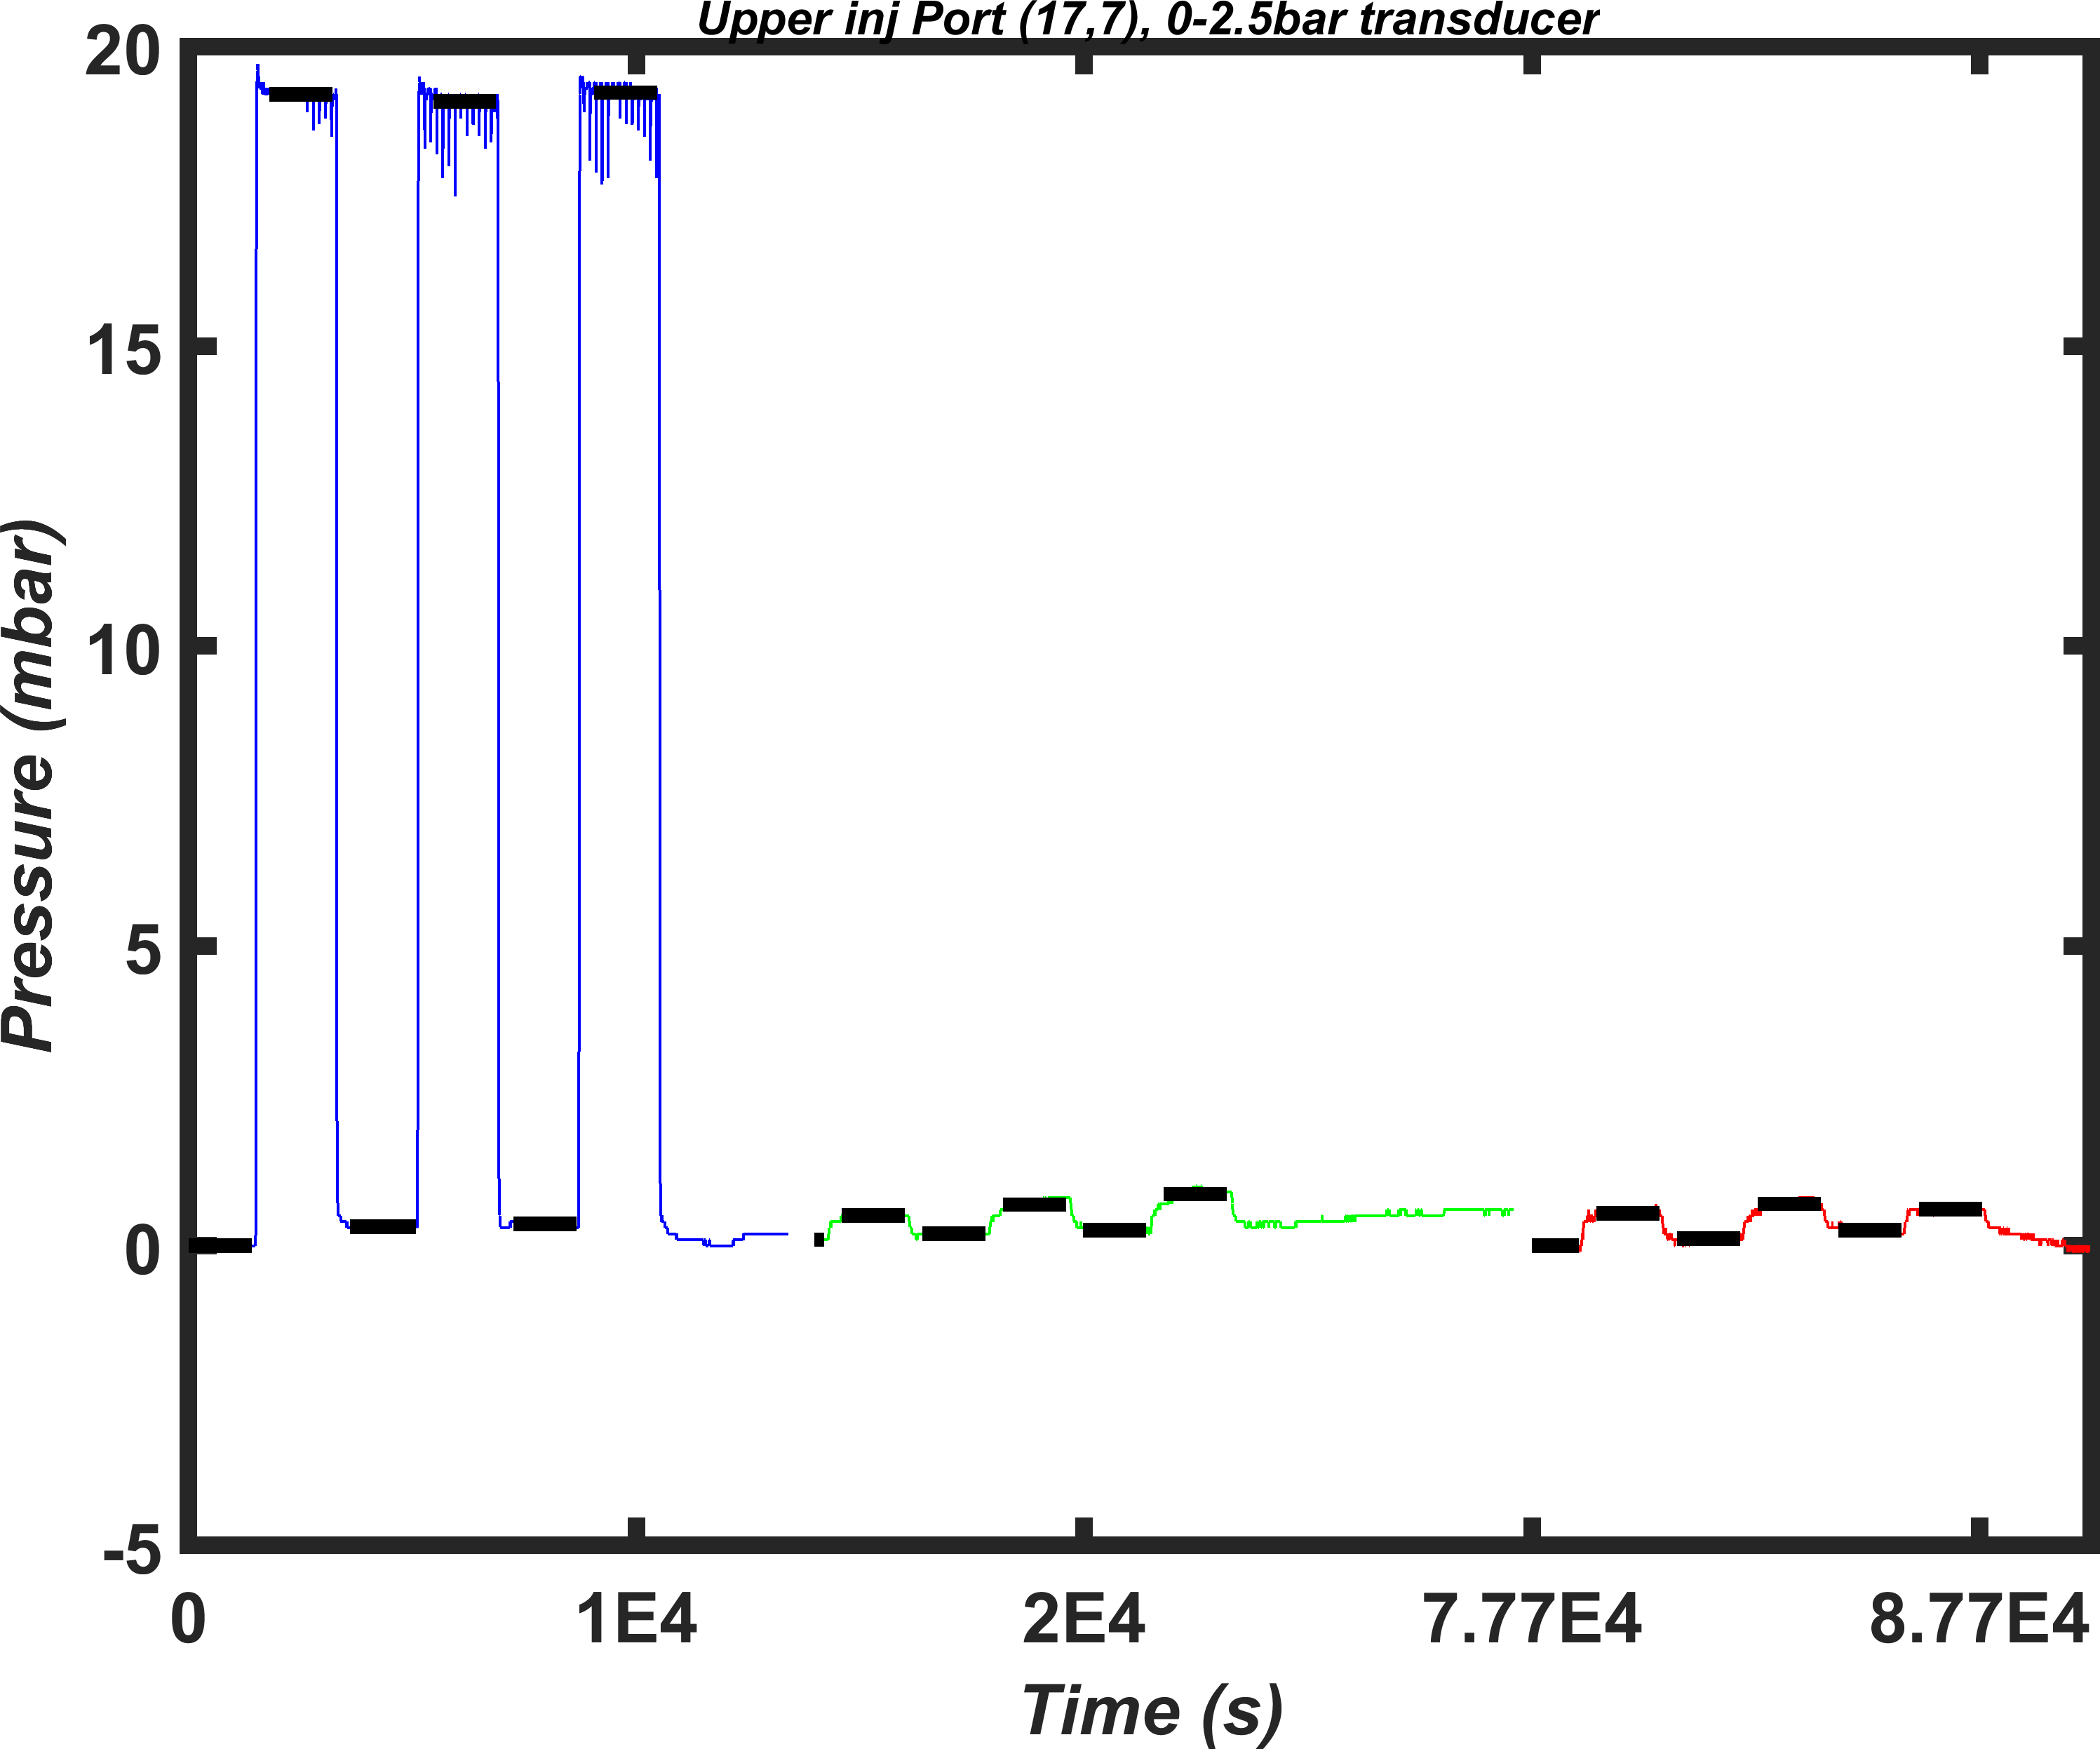 Upper inj Port (17,7), 0-2.5bar transducer
20
15
10
5
0
-5
Pressure (mbar)
0 1E4 2E4 7.77E4 8.77E4
Time (s)